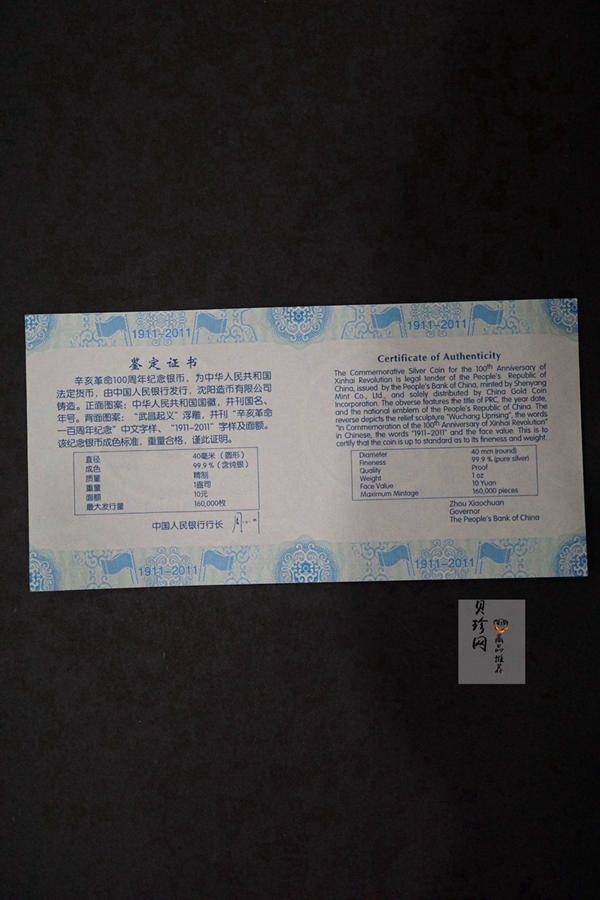 1911-2011
1911-2011
鉴定证书
辛亥革命100周年纪念银币，为中华人民共和国
法定货币，由中国人民银行发行，沈阳造币有限公司
铸造。正面图案：中华人民共和国国徽，并刊国名、
年号。背面图案：“武昌起义”浮雕，并刊“辛亥革命
一百周年纪念”中文字样、“1911-2011”字样及面额。
该纪念银币成色标准，重量合格，谨此证明。
直径 40毫米（圆形）
成色 99.9％（含纯银）
质量 精制
重量 1盎司
面额 10元
最大发行量 160,000枚
中国人民银行行长
Certificate of Authenticity
The Commemorative Silver Coin for the 100th Anniversary of
Xinhai Revolution is legal tender of the People's Republic of
China, issued by the People's Bank of China, minted by Shenyang
Mint Co., Ltd., and solely distributed by China Gold Coin
Incorporation. The obverse features the title of PRC, the year date,
and the national emblem of the People's Republic of China. The
reverse depicts the relief sculpture "Wuchang Uprising", the words
"In Commemoration of the 100th Anniversary of Xinhai Revolution"
in Chinese, the words "1911-2011" and the face value. This is to
certify that the coin is up to standard as to its fineness and weight.
Diameter 40 mm (round)
Fineness 99.9 % (pure silver)
Quality Proof
Weight 1 oz
Face Value 10 Yuan
Maximum Mintage 160,000 pieces
Zhou Xiaochuan
Governor
The People's Bank of China
1911-2011
1911-2011
贝珍网
尚品推荐